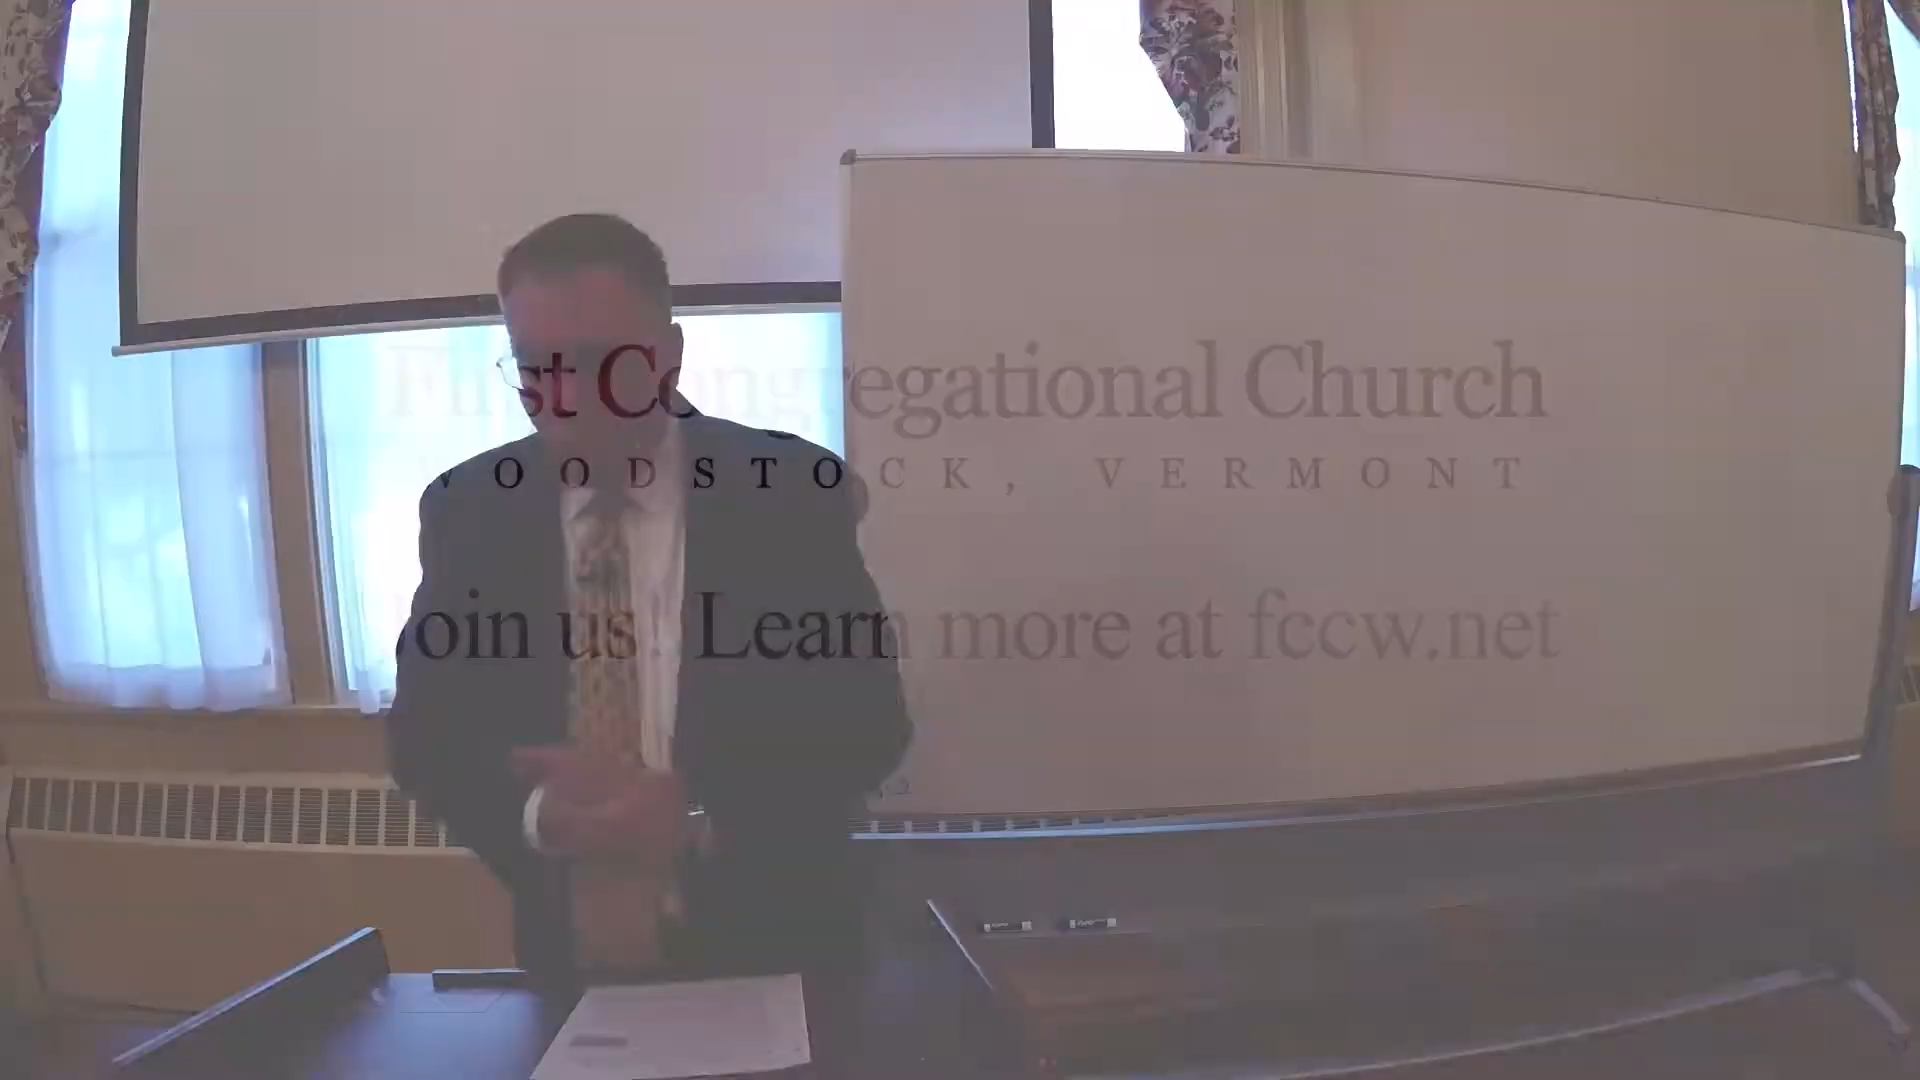 First Congregational Church
WOODSTOCK, VERMONT
Join us! Learn more at fccw.net